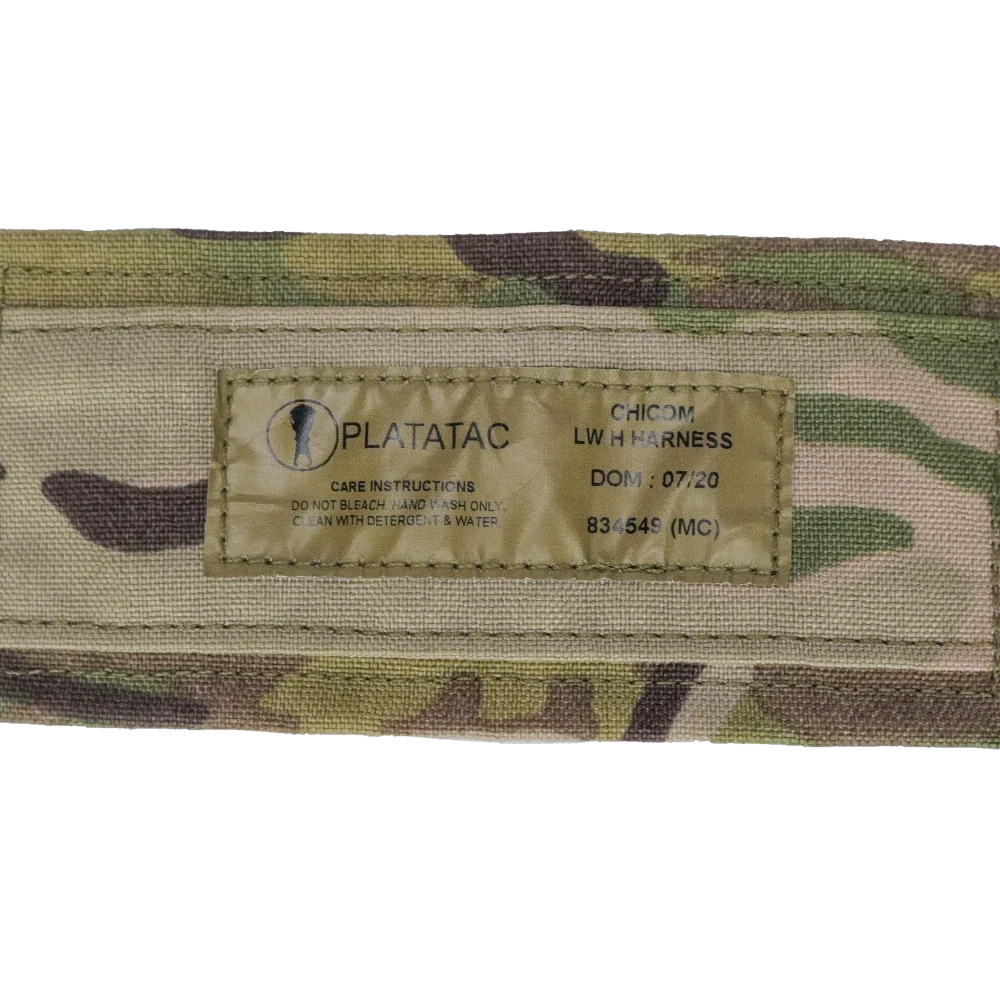 PLATATAC
CARE INSTRUCTIONS
DO NOT BLEACH. HAND WASH ONLY.
CLEAN WITH DETERGENT & WATER.
CHICOM
LW H HARNESS
DOM : 07/20
834549 (MC)